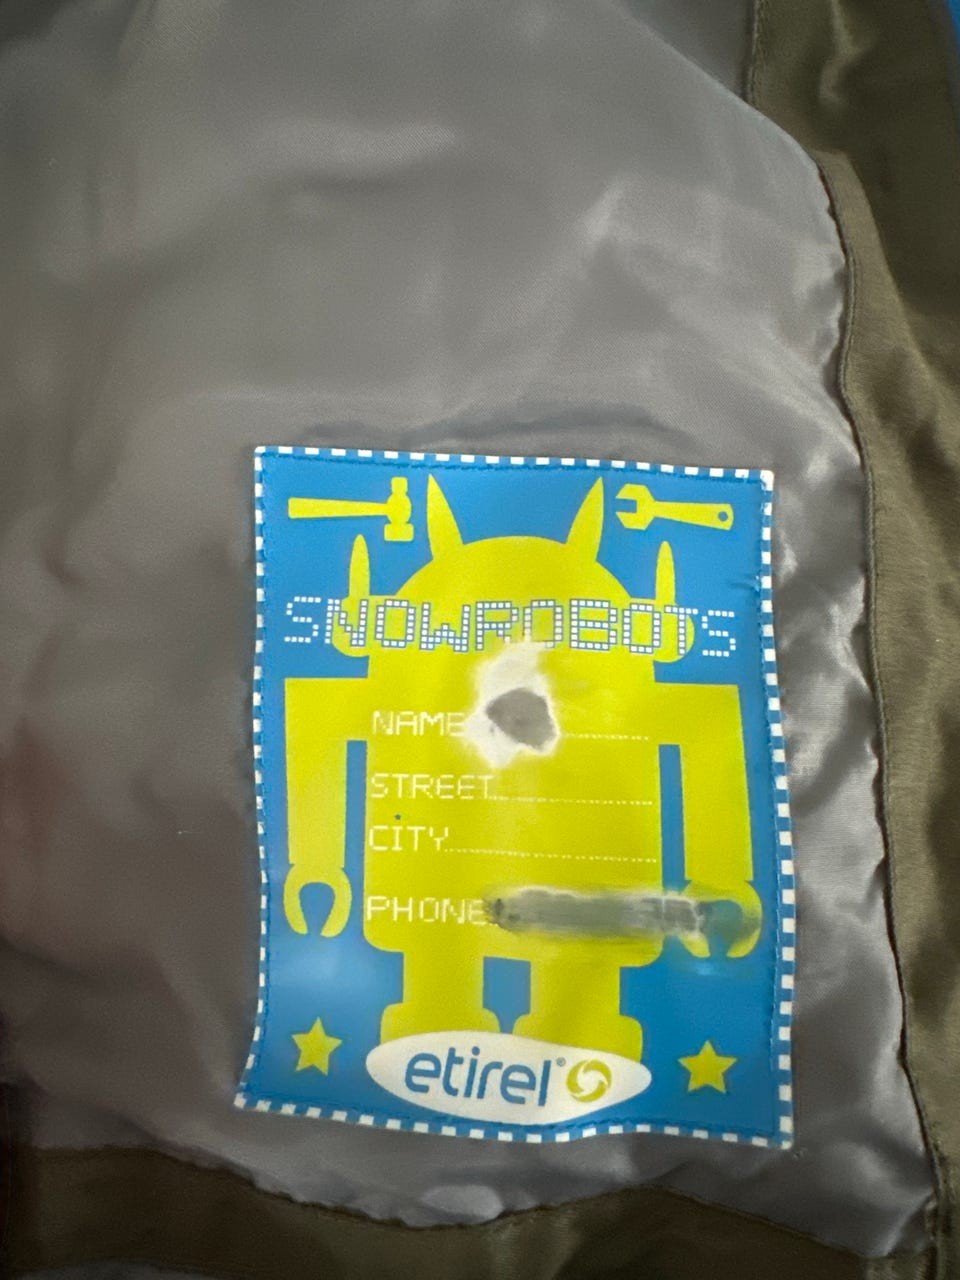 SNOWROBOTS
NAME
STREET
CITY
PHONE
etirel®